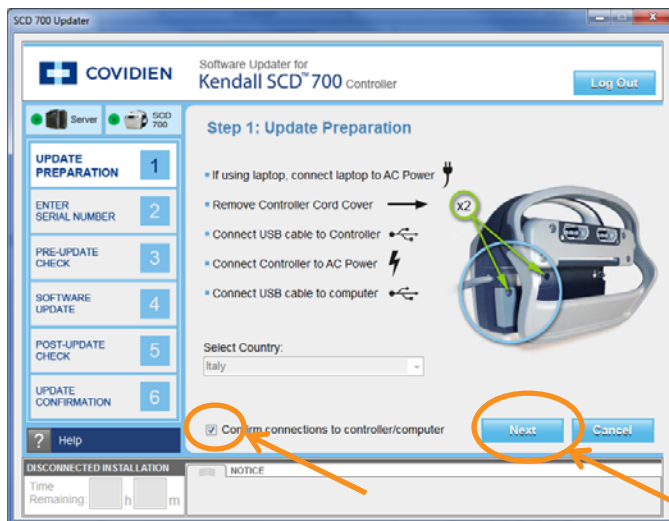 SCD 700 Updater
COVIDIEN
Software Updater for
Kendall SCD™ 700 Controller
Log Out
Server
SCD
700
UPDATE
PREPARATION
1
ENTER
SERIAL NUMBER
2
PRE-UPDATE
CHECK
3
SOFTWARE
UPDATE
4
POST-UPDATE
CHECK
5
UPDATE
CONFIRMATION
6
? Help
Step 1: Update Preparation
▪ If using laptop, connect laptop to AC Power
▪ Remove Controller Cord Cover
x2
▪ Connect USB cable to Controller
▪ Connect Controller to AC Power
▪ Connect USB cable to computer
Select Country:
Italy
Confirm connections to controller/computer
Next
Cancel
DISCONNECTED INSTALLATION
Time
Remaining: h m
NOTICE